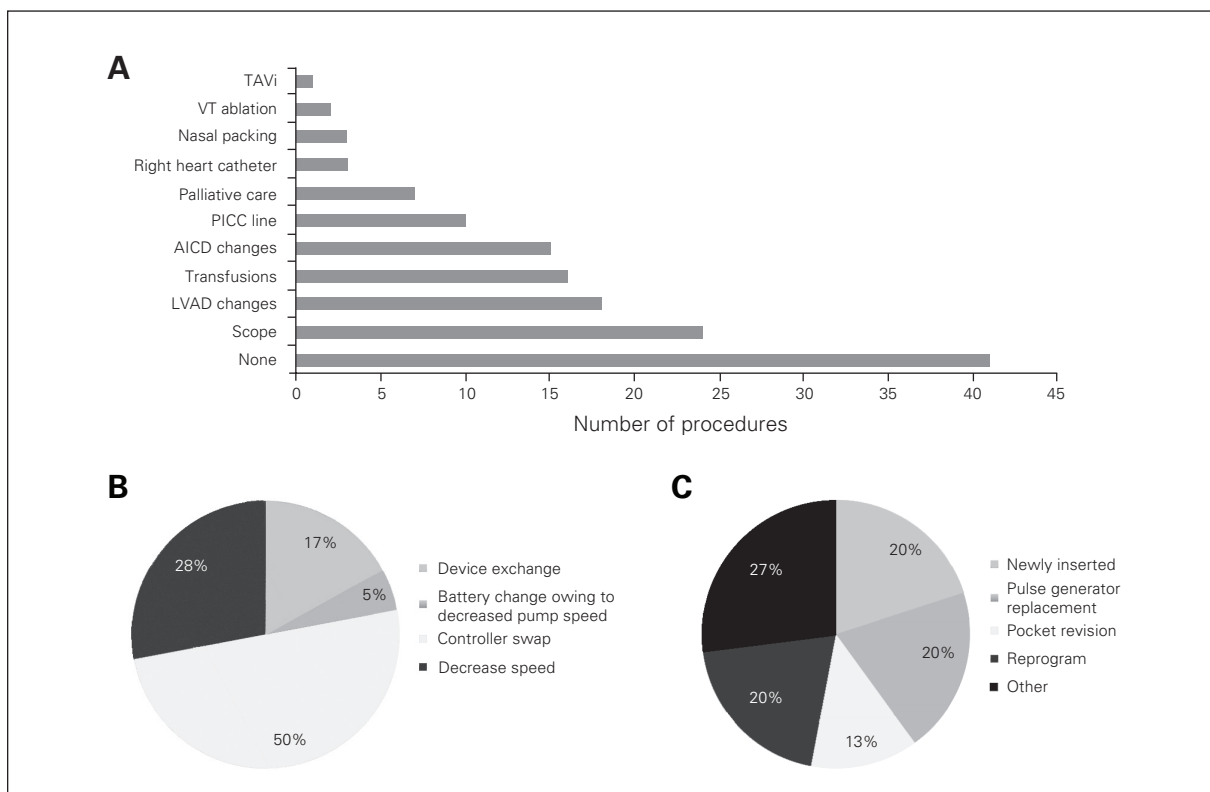 A
TAVi
VT ablation
Nasal packing
Right heart catheter
Palliative care
PICC line
AICD changes
Transfusions
LVAD changes
Scope
None
0 5 10 15 20 25 30 35 40 45
Number of procedures
B
17%
5%
50%
28%
Device exchange
Battery change owing to
decreased pump speed
Controller swap
Decrease speed
C
20%
20%
13%
20%
27%
Newly inserted
Pulse generator
replacement
Pocket revision
Reprogram
Other